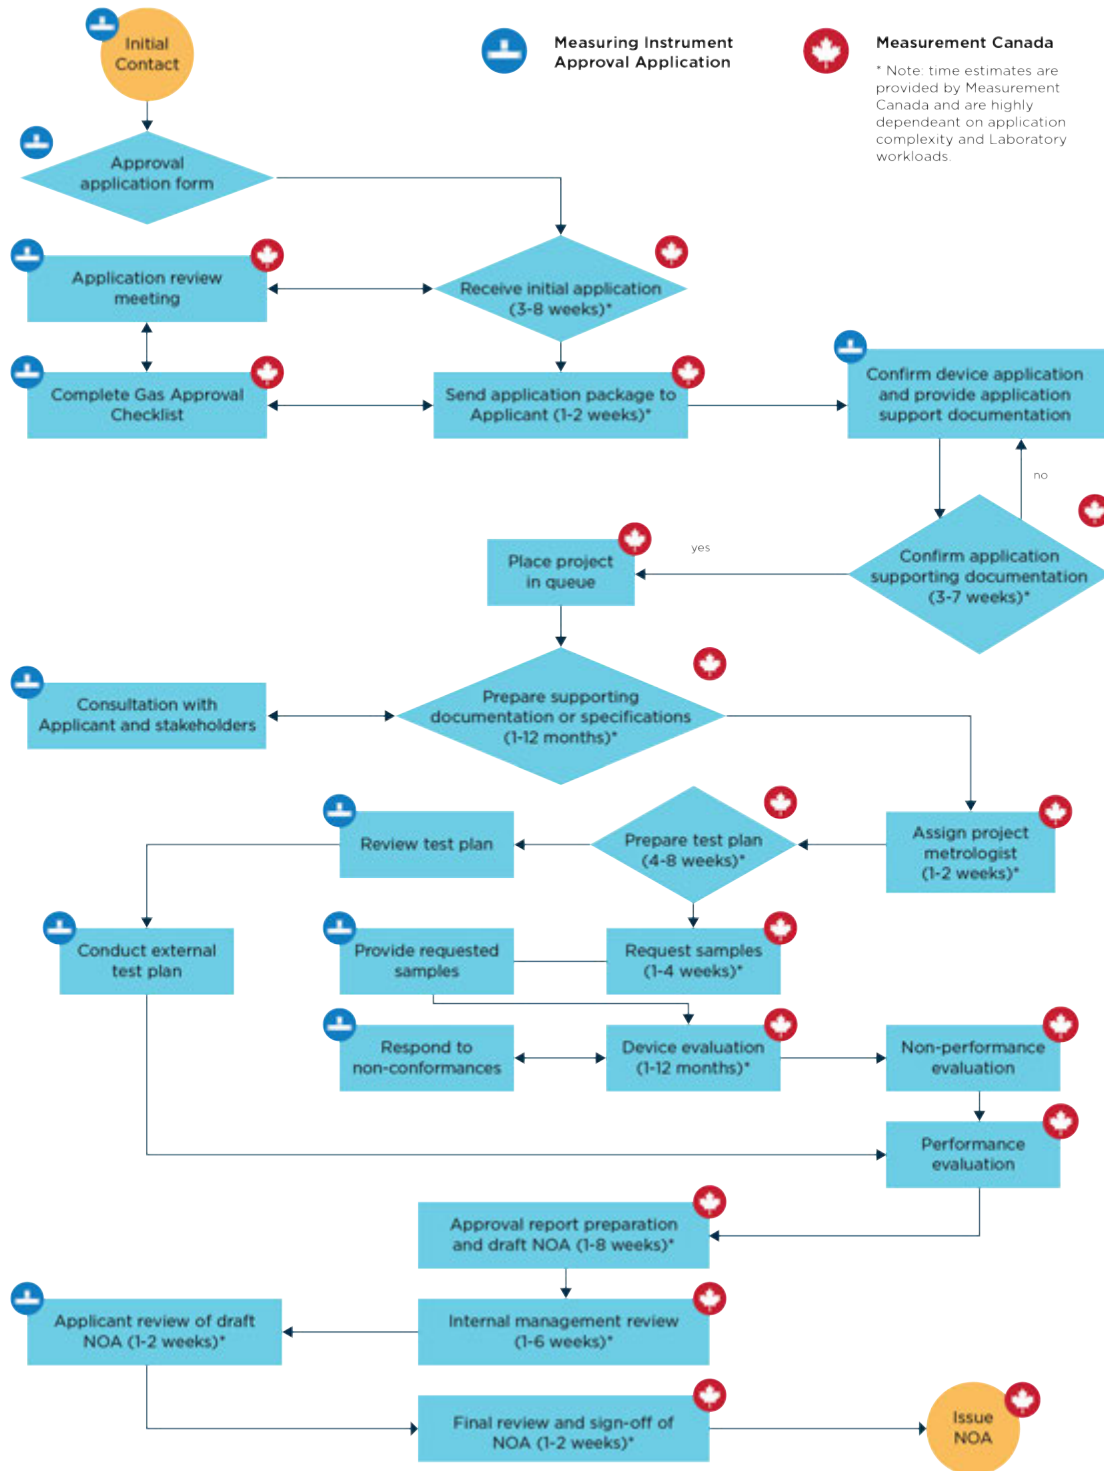 Initial
Contact
Measuring Instrument
Approval Application
Measurement Canada
* Note: time estimates are
provided by Measurement
Canada and are highly
dependeant on application
complexity and Laboratory
workloads.
Approval
application form
Application review
meeting
Receive initial application
(3-8 weeks)*
Complete Gas Approval
Checklist
Send application package to
Applicant (1-2 weeks)*
Confirm device application
and provide application
support documentation
no
yes
Place project
in queue
Confirm application
supporting documentation
(3-7 weeks)*
Consultation with
Applicant and stakeholders
Prepare supporting
documentation or specifications
(1-12 months)*
Review test plan
Prepare test plan
(4-8 weeks)*
Assign project
metrologist
(1-2 weeks)*
Conduct external
test plan
Provide requested
samples
Request samples
(1-4 weeks)*
Respond to
non-conformances
Device evaluation
(1-12 months)*
Non-performance
evaluation
Performance
evaluation
Approval report preparation
and draft NOA (1-8 weeks)*
Applicant review of draft
NOA (1-2 weeks)*
Internal management review
(1-6 weeks)*
Final review and sign-off of
NOA (1-2 weeks)*
Issue
NOA